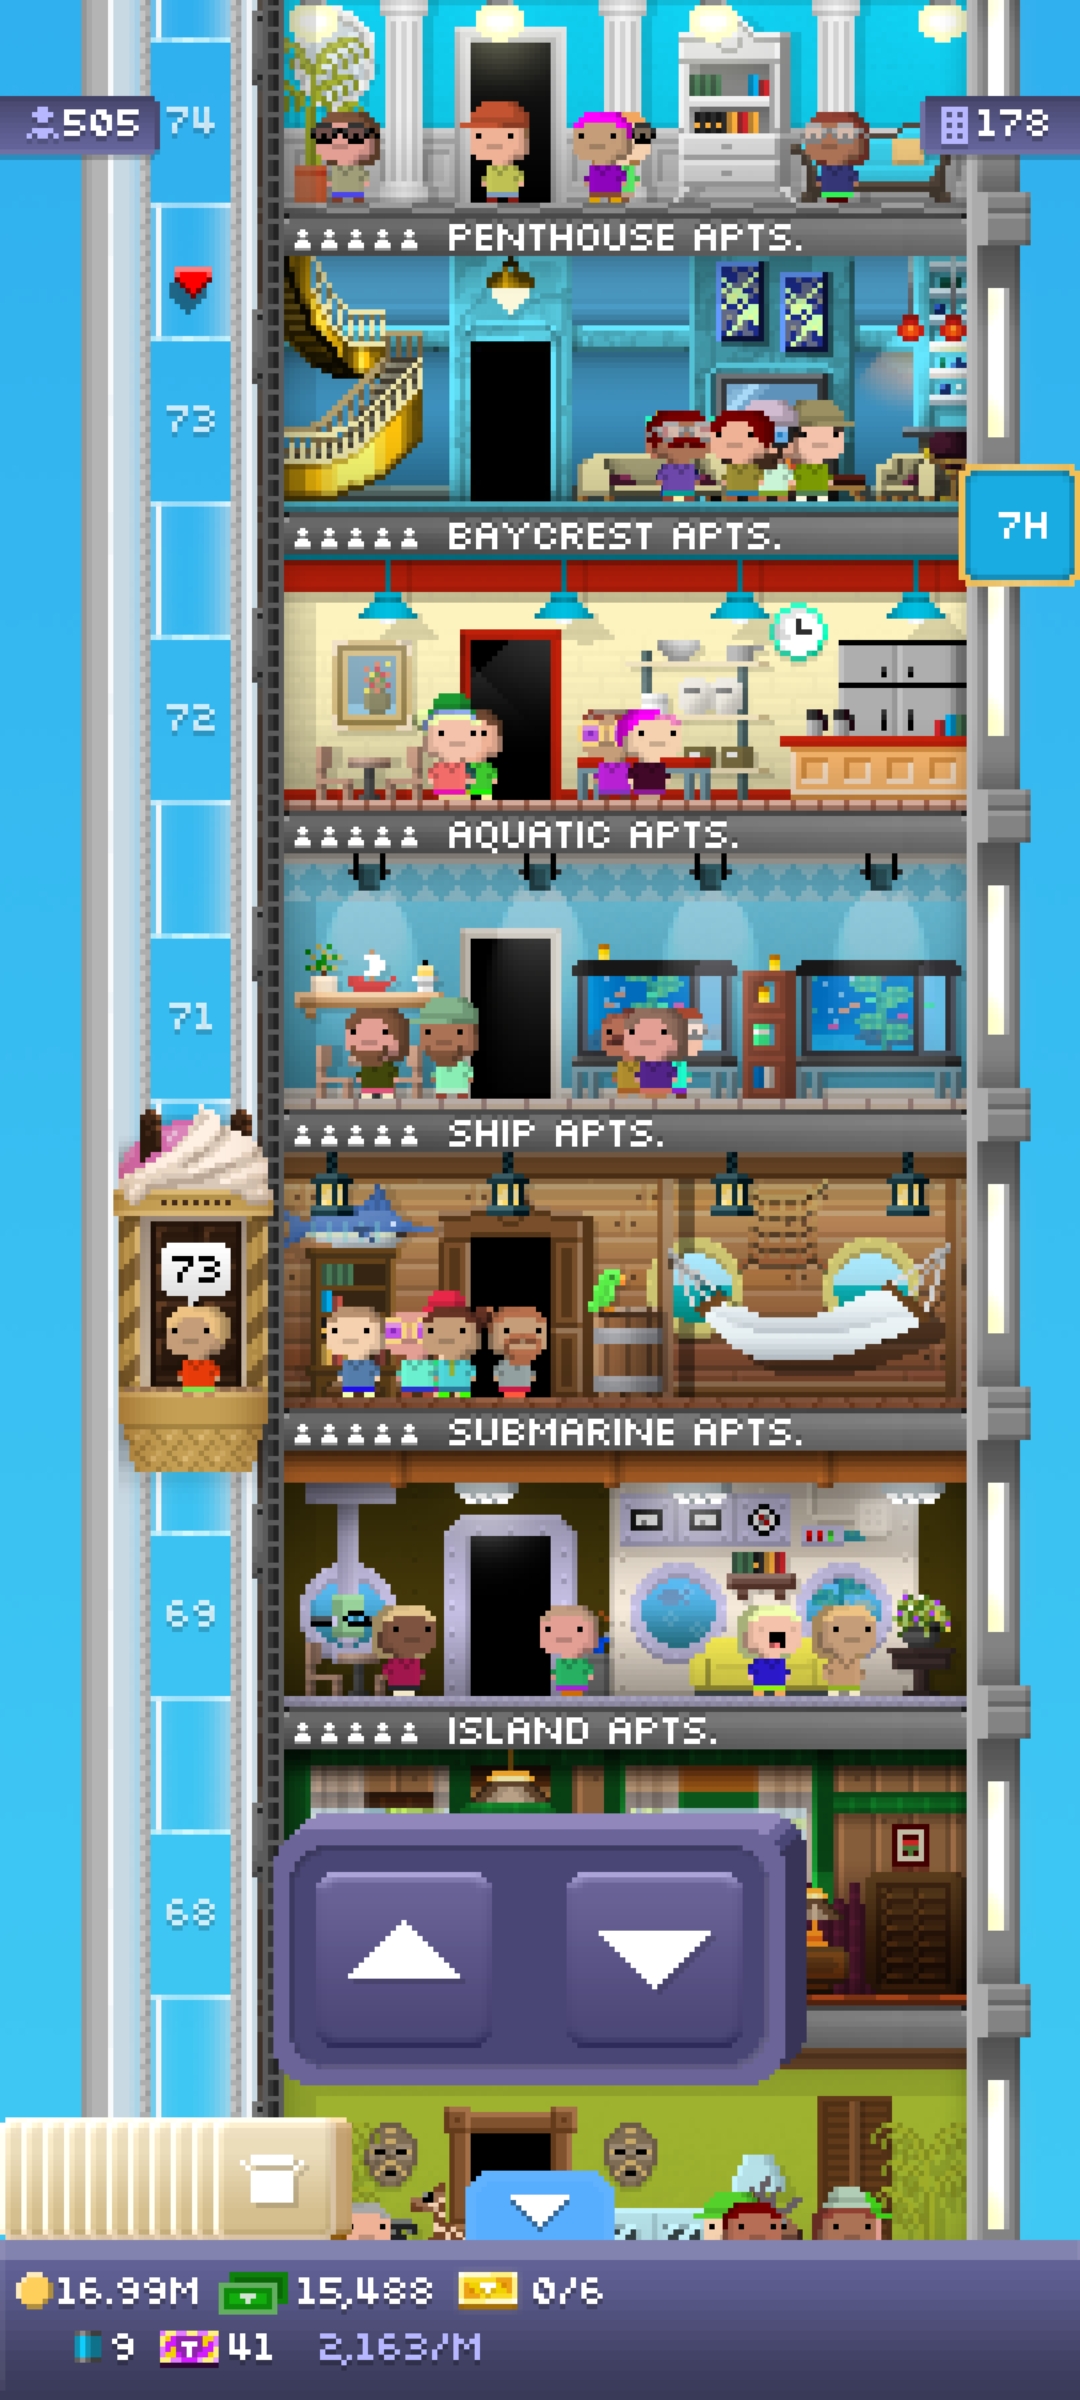 505
74
178
PENTHOUSE APTS.
73
BAYCREST APTS.
7H
72
AQUATIC APTS.
71
SHIP APTS.
73
SUBMARINE APTS.
69
ISLAND APTS.
68
16.99M 15,488 0/6
9 T 41 2,163/M